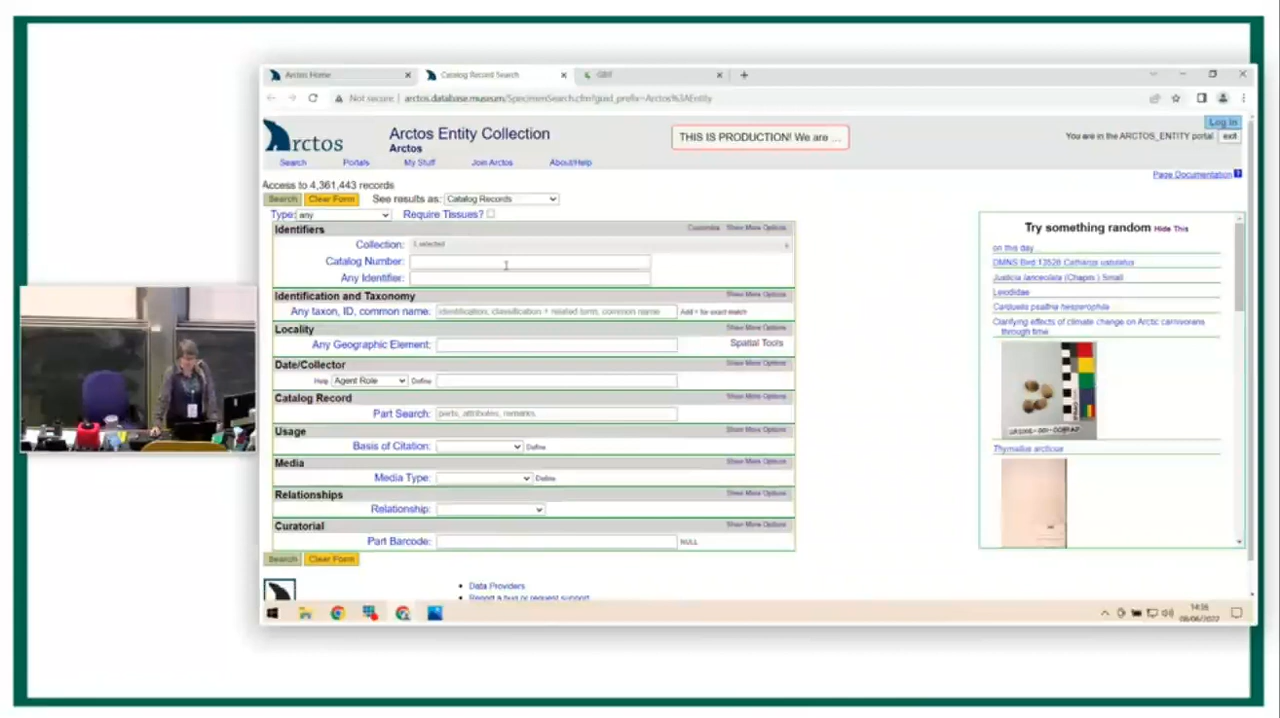 Arctos Home
Catalog Record Search
GBIF
Not secure | arctos.database.museum/SpecimenSearch.cfm?guid_prefix=Arctos%3AEntity
Arctos
Arctos Entity Collection
Arctos
THIS IS PRODUCTION! We are ...
Log In
You are in the ARCTOS_ENTITY portal. exit
Search Portals My Stuff Join Arctos About/Help
Page Documentation
Access to 4,361,443 records
Search Clear Form See results as: Catalog Records
Type: any Require Tissues?
Identifiers Customize Show More Options
Collection: 1 selected
Catalog Number:
Any Identifier:
Identification and Taxonomy Show More Options
Any taxon, ID, common name: identification, classification + related term, common name Add = for exact match
Locality Show More Options
Any Geographic Element: Spatial Tools
Date/Collector Show More Options
Help Agent Role Define
Catalog Record Show More Options
Part Search: parts, attributes, remarks
Usage Show More Options
Basis of Citation: Define
Media Show More Options
Media Type: Define
Relationships Show More Options
Relationship:
Curatorial Show More Options
Part Barcode: NULL
Search Clear Form
Data Providers
Report a bug or request support
Try something random Hide This
on this day...
DMNS:Bird:13528 Catharus ustulatus
Justicia lanceolata (Chapm.) Small
Leiodidae
Carduelis psaltria hesperophila
Clarifying effects of climate change on Arctic carnivorans
through time
Thymallus arcticus
14:36
08/06/2022